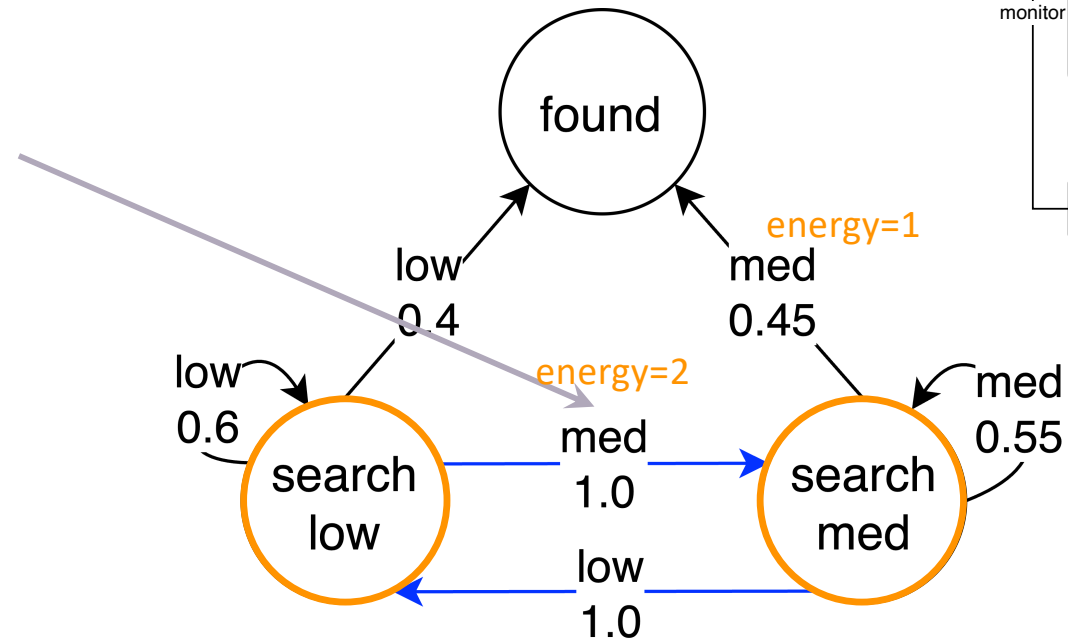 monitor
found
energy=1
low
0.4
med
0.45
low
0.6
energy=2
med
1.0
med
0.55
search
low
search
med
low
1.0